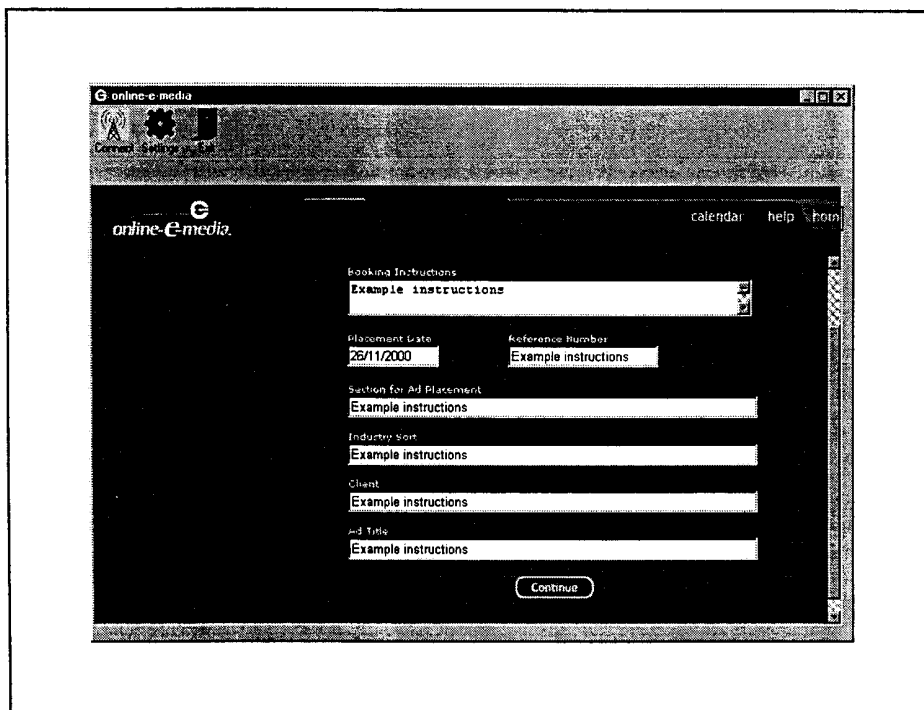 online-e-media
Connect Settings Exit
online-e-media.
calendar help hom
Booking Instructions
Example instructions
Placement Date Reference Number
26/11/2000 Example instructions
Section for Ad Placement
Example instructions
Industry Sort
Example instructions
Client
Example instructions
Ad Title
Example instructions
Continue